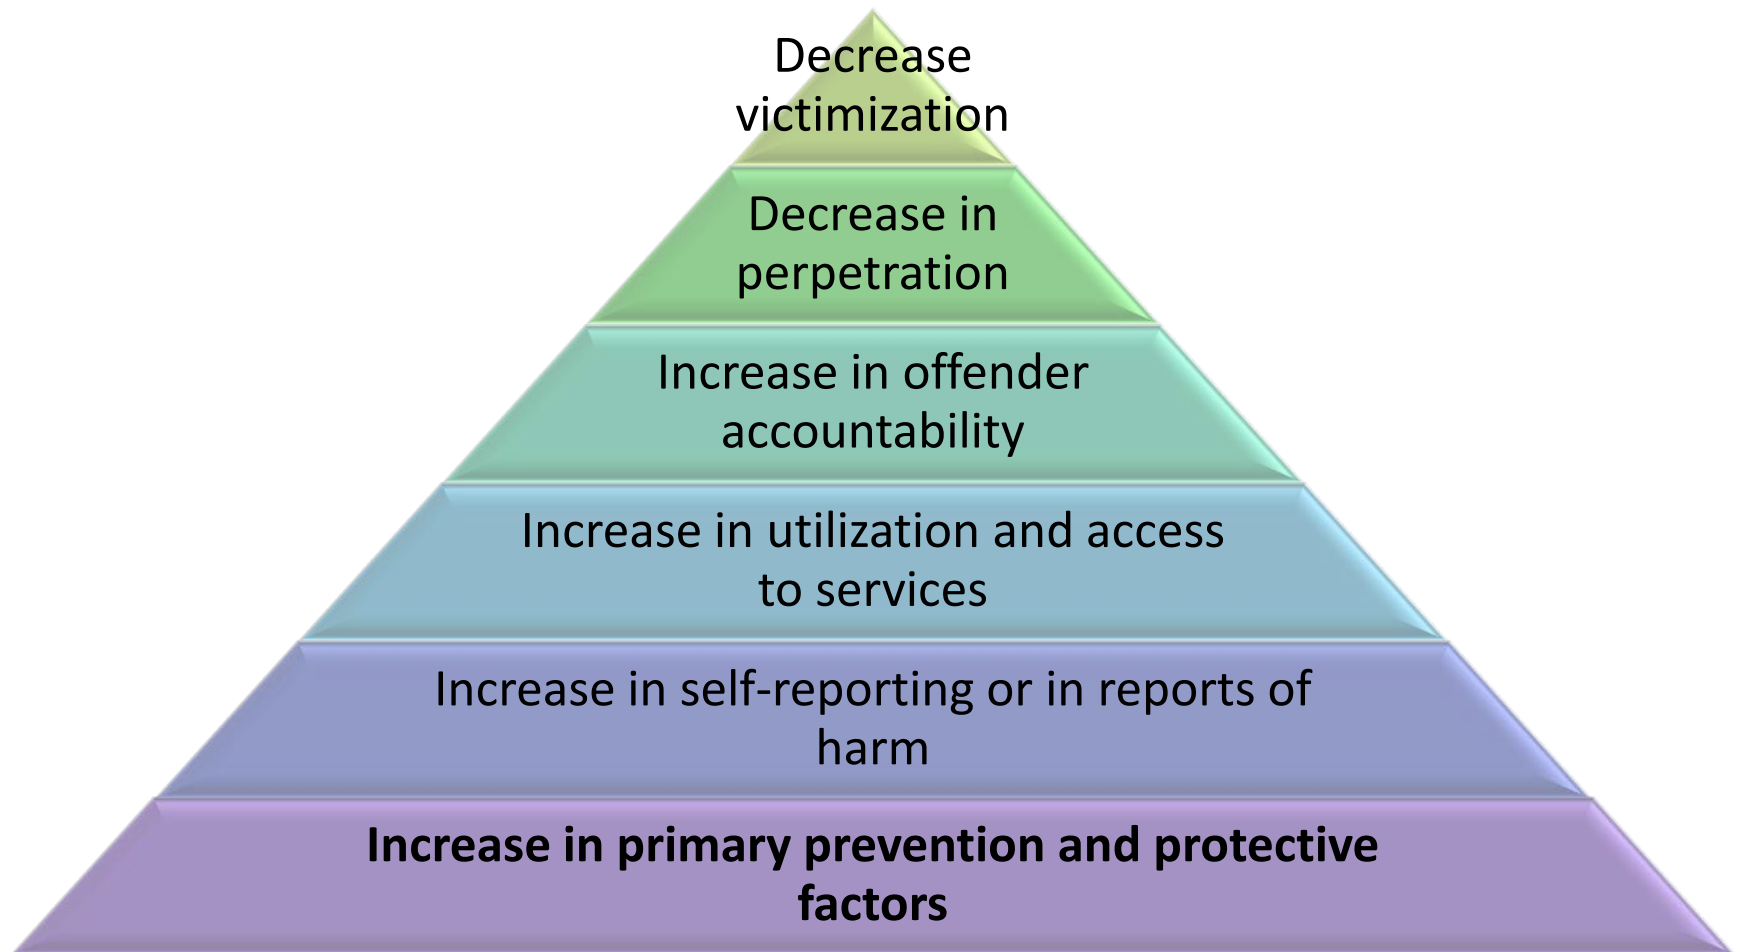 Decrease
victimization
Decrease in
perpetration
Increase in offender
accountability
Increase in utilization and access
to services
Increase in self-reporting or in reports of
harm
Increase in primary prevention and protective
factors